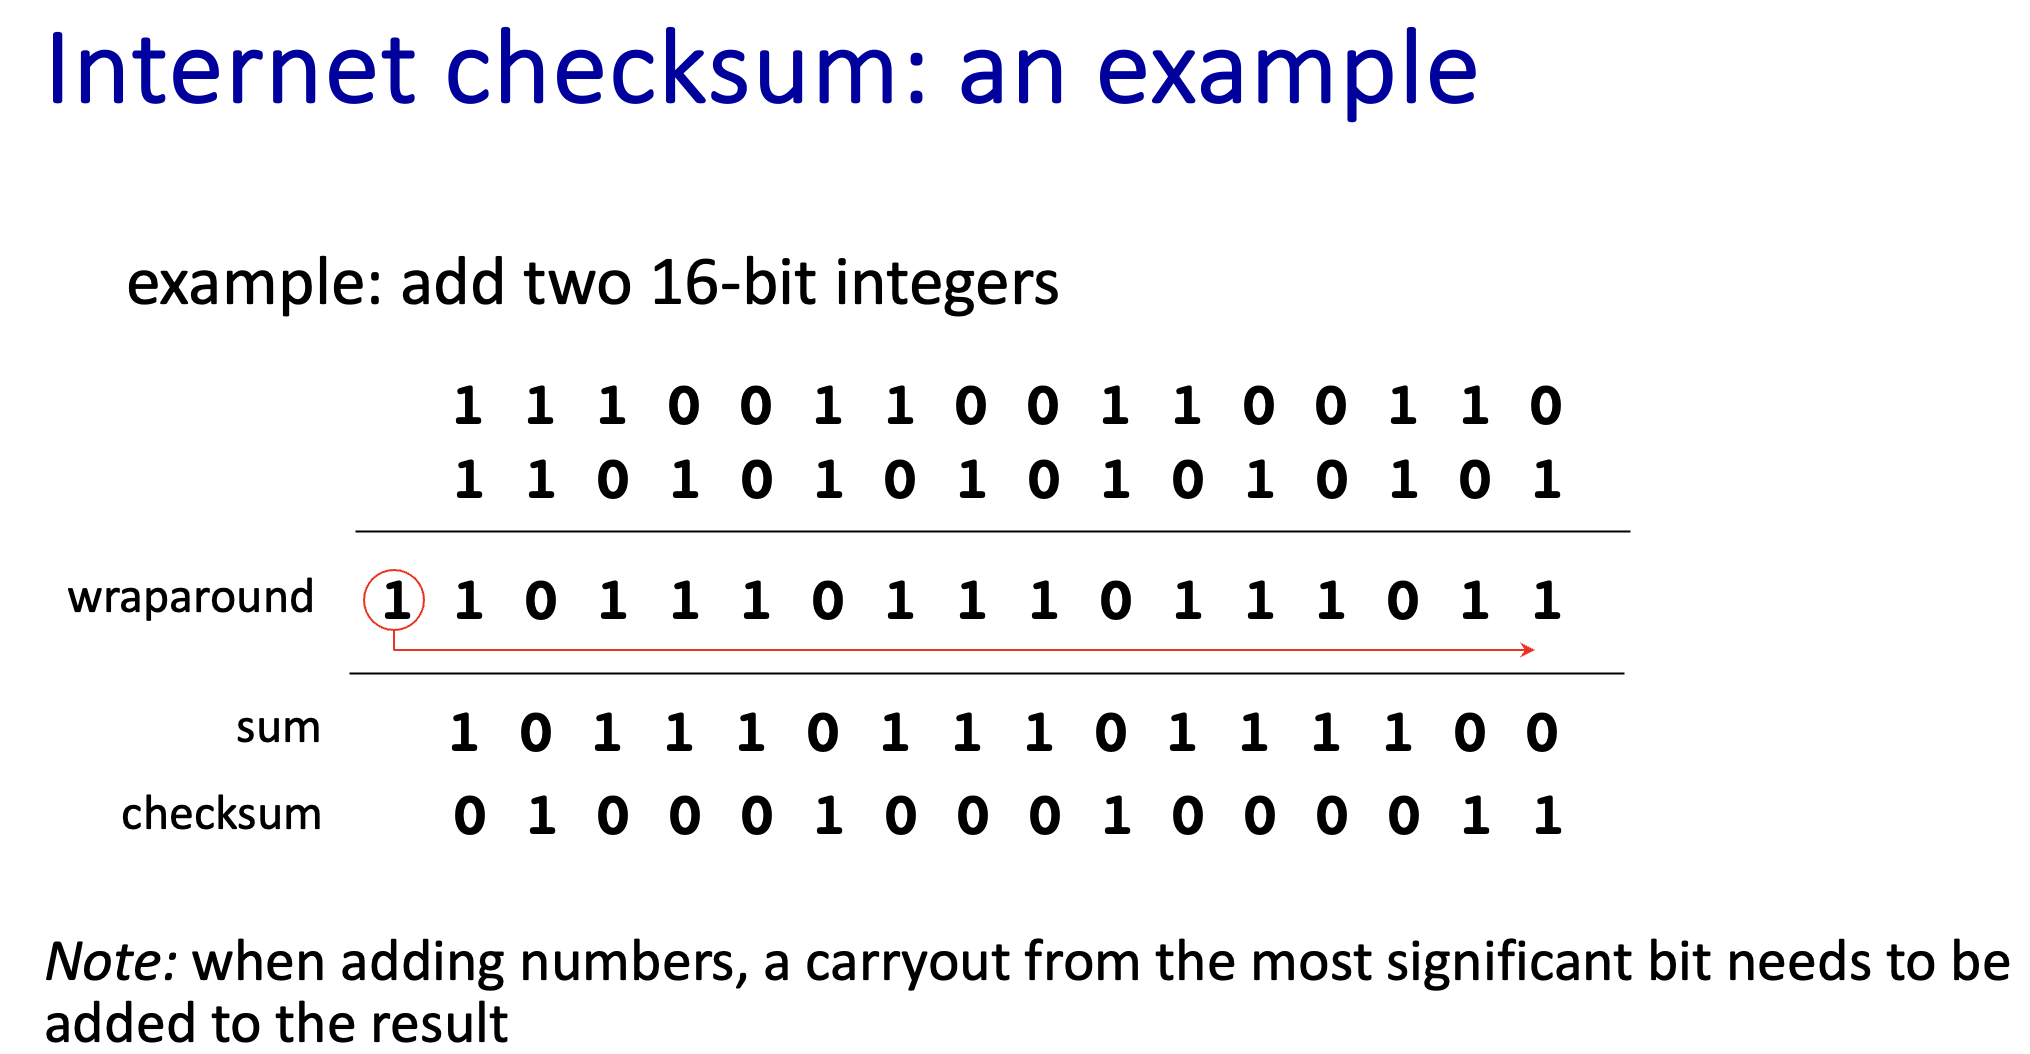 Internet checksum: an example
example: add two 16-bit integers
1 1 1 0 0 1 1 0 0 1 1 0 0 1 1 0
1 1 0 1 0 1 0 1 0 1 0 1 0 1 0 1
wraparound 1 1 0 1 1 1 0 1 1 1 0 1 1 1 0 1 1
sum 1 0 1 1 1 0 1 1 1 0 1 1 1 1 0 0
checksum 0 1 0 0 0 1 0 0 0 1 0 0 0 0 1 1
Note: when adding numbers, a carryout from the most significant bit needs to be
added to the result